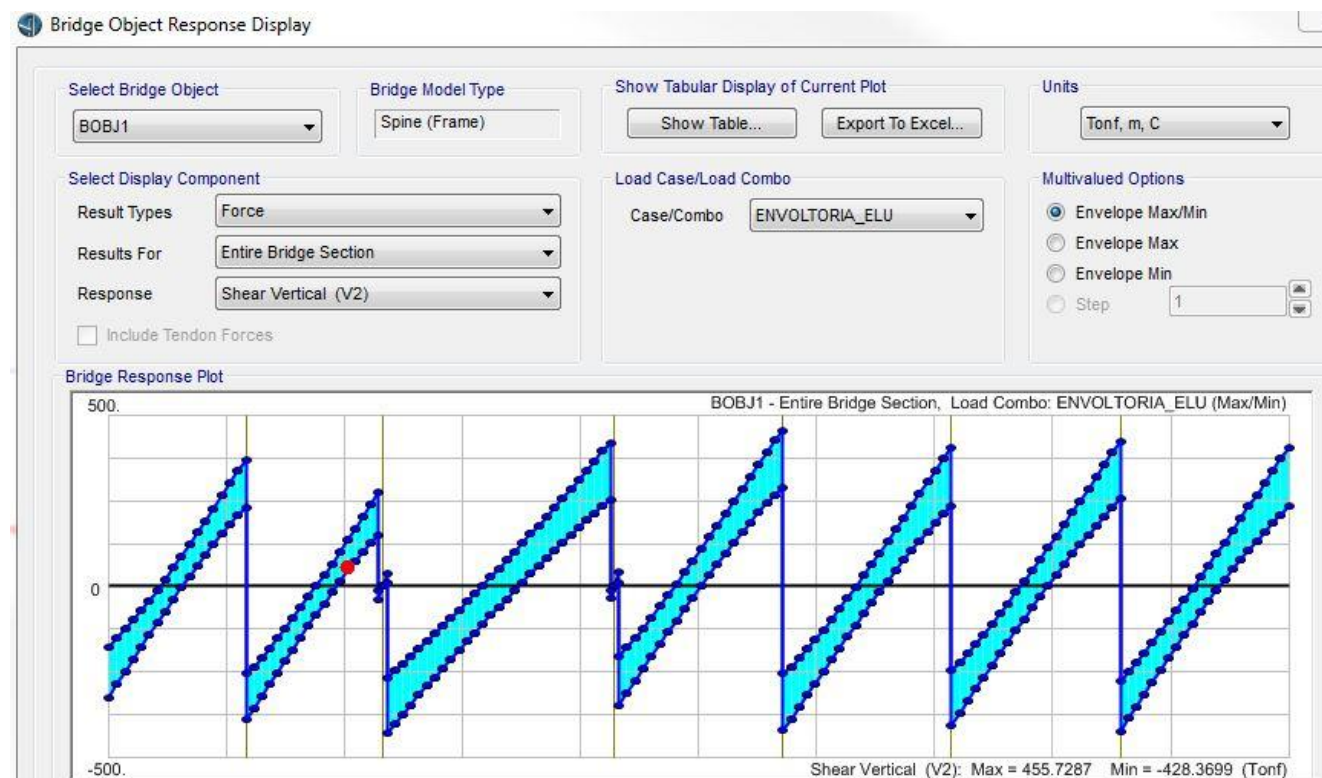 Bridge Object Response Display
Select Bridge Object
BOBJ1
Bridge Model Type
Spine (Frame)
Show Tabular Display of Current Plot
Show Table...
Export To Excel...
Units
Tonf, m, C
Select Display Component
Result Types
Force
Results For
Entire Bridge Section
Response
Shear Vertical (V2)
Include Tendon Forces
Load Case/Load Combo
Case/Combo
ENVOLTORIA_ELU
Multivalued Options
Envelope Max/Min
Envelope Max
Envelope Min
Step
1
Bridge Response Plot
500.
BOBJ1 - Entire Bridge Section, Load Combo: ENVOLTORIA_ELU (Max/Min)
0
-500.
Shear Vertical (V2): Max = 455.7287 Min = -428.3699 (Tonf)